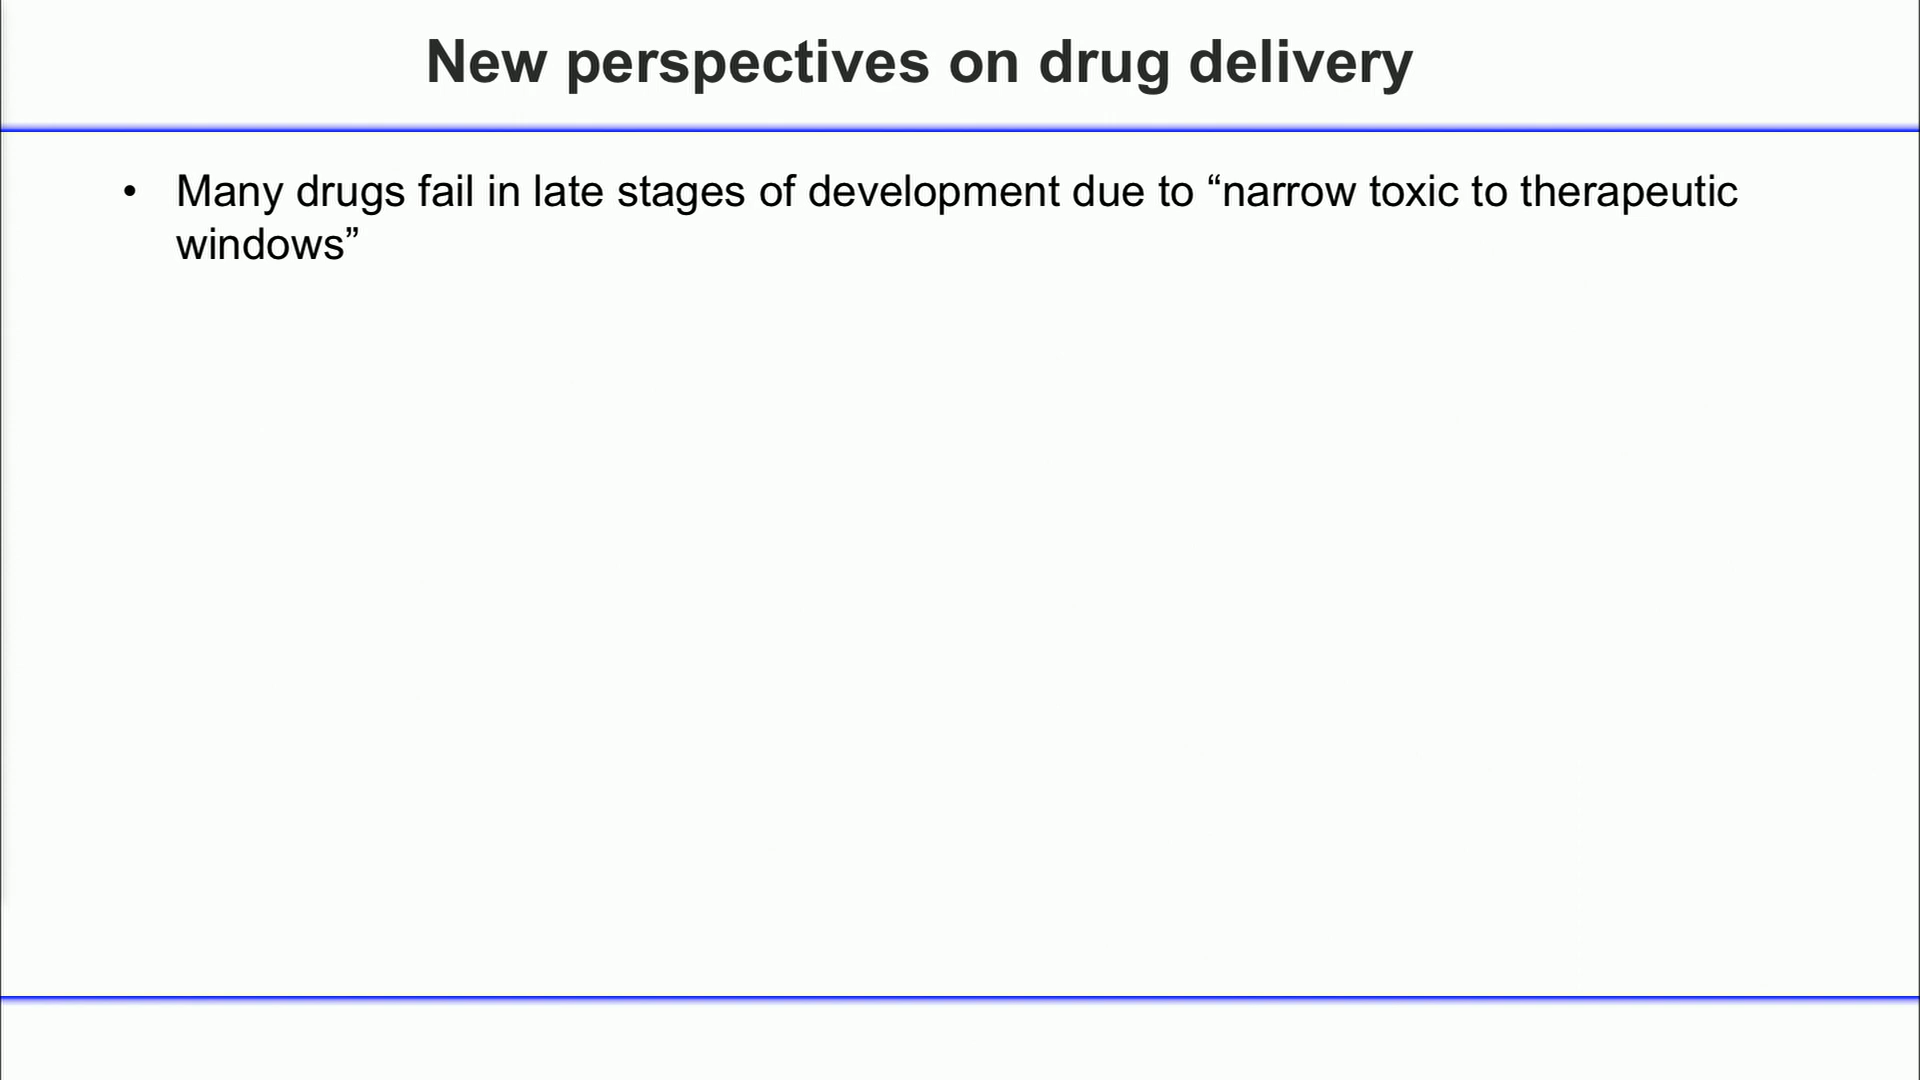 New perspectives on drug delivery
• Many drugs fail in late stages of development due to “narrow toxic to therapeutic
windows”